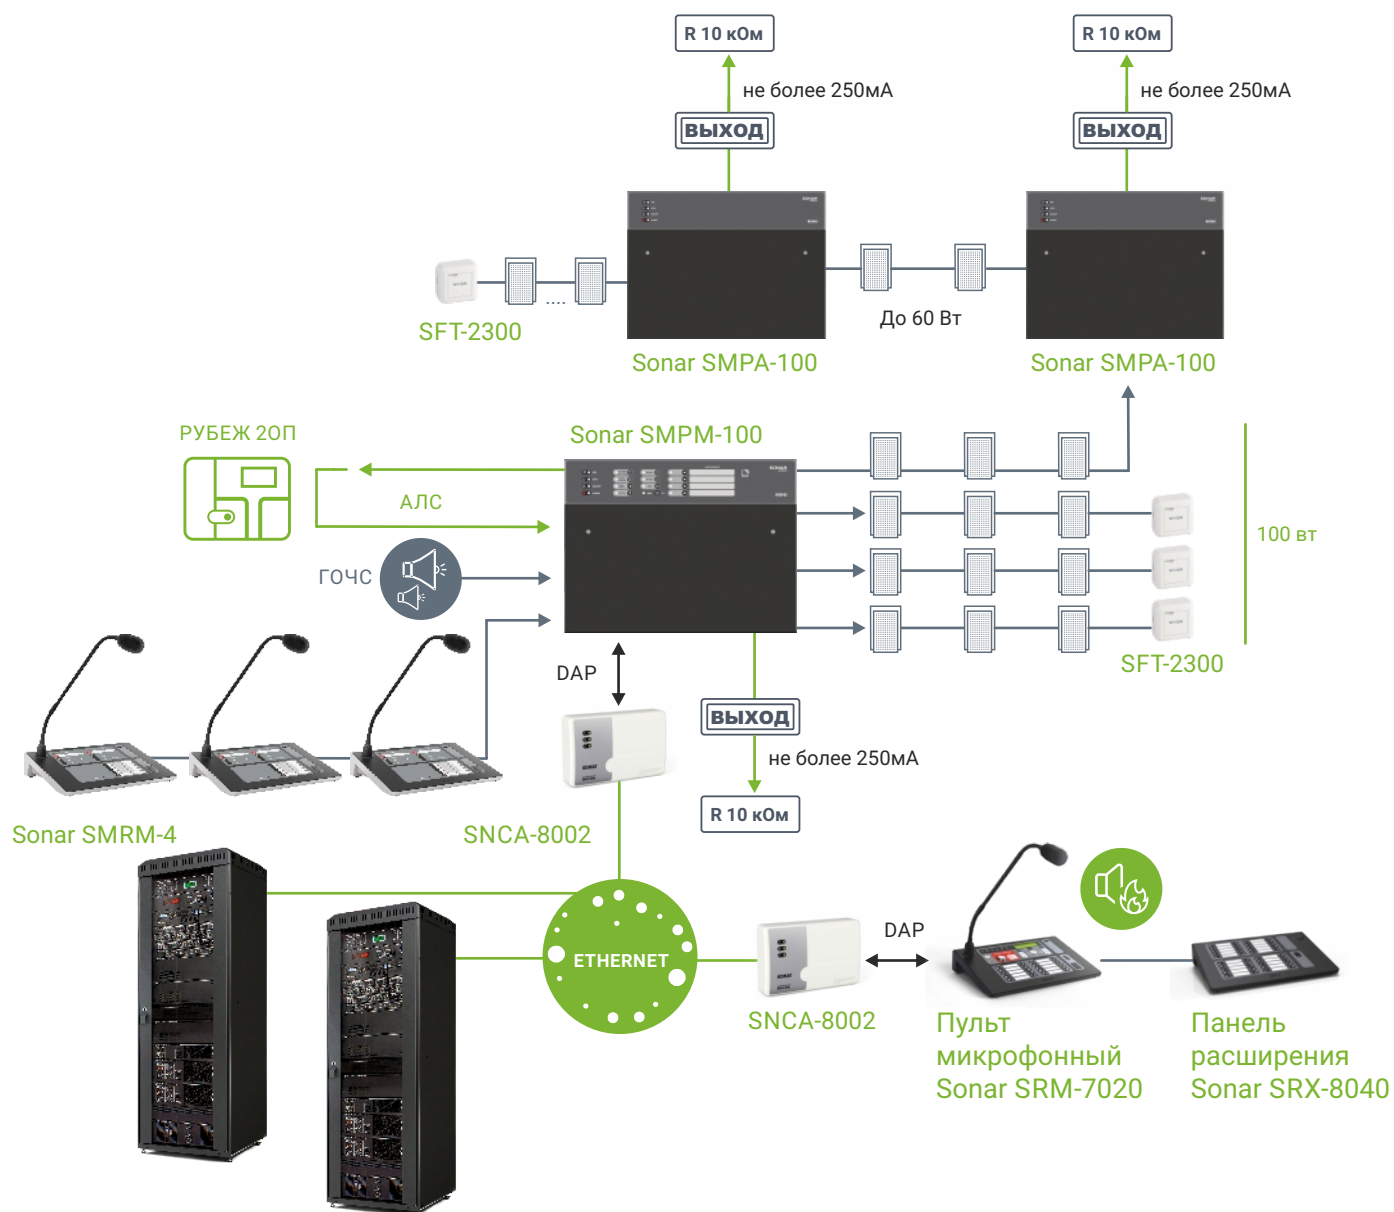 R 10 кОм
R 10 кОм
не более 250мА
не более 250мА
ВЫХОД
ВЫХОД
SFT-2300
....
До 60 Вт
Sonar SMPA-100
Sonar SMPA-100
РУБЕЖ 2ОП
Sonar SMPM-100
АЛС
ГОЧС
100 вт
SFT-2300
DAP
ВЫХОД
не более 250мА
R 10 кОм
Sonar SMRM-4
SNCA-8002
ETHERNET
DAP
SNCA-8002
Пульт
микрофонный
Sonar SRM-7020
Панель
расширения
Sonar SRX-8040